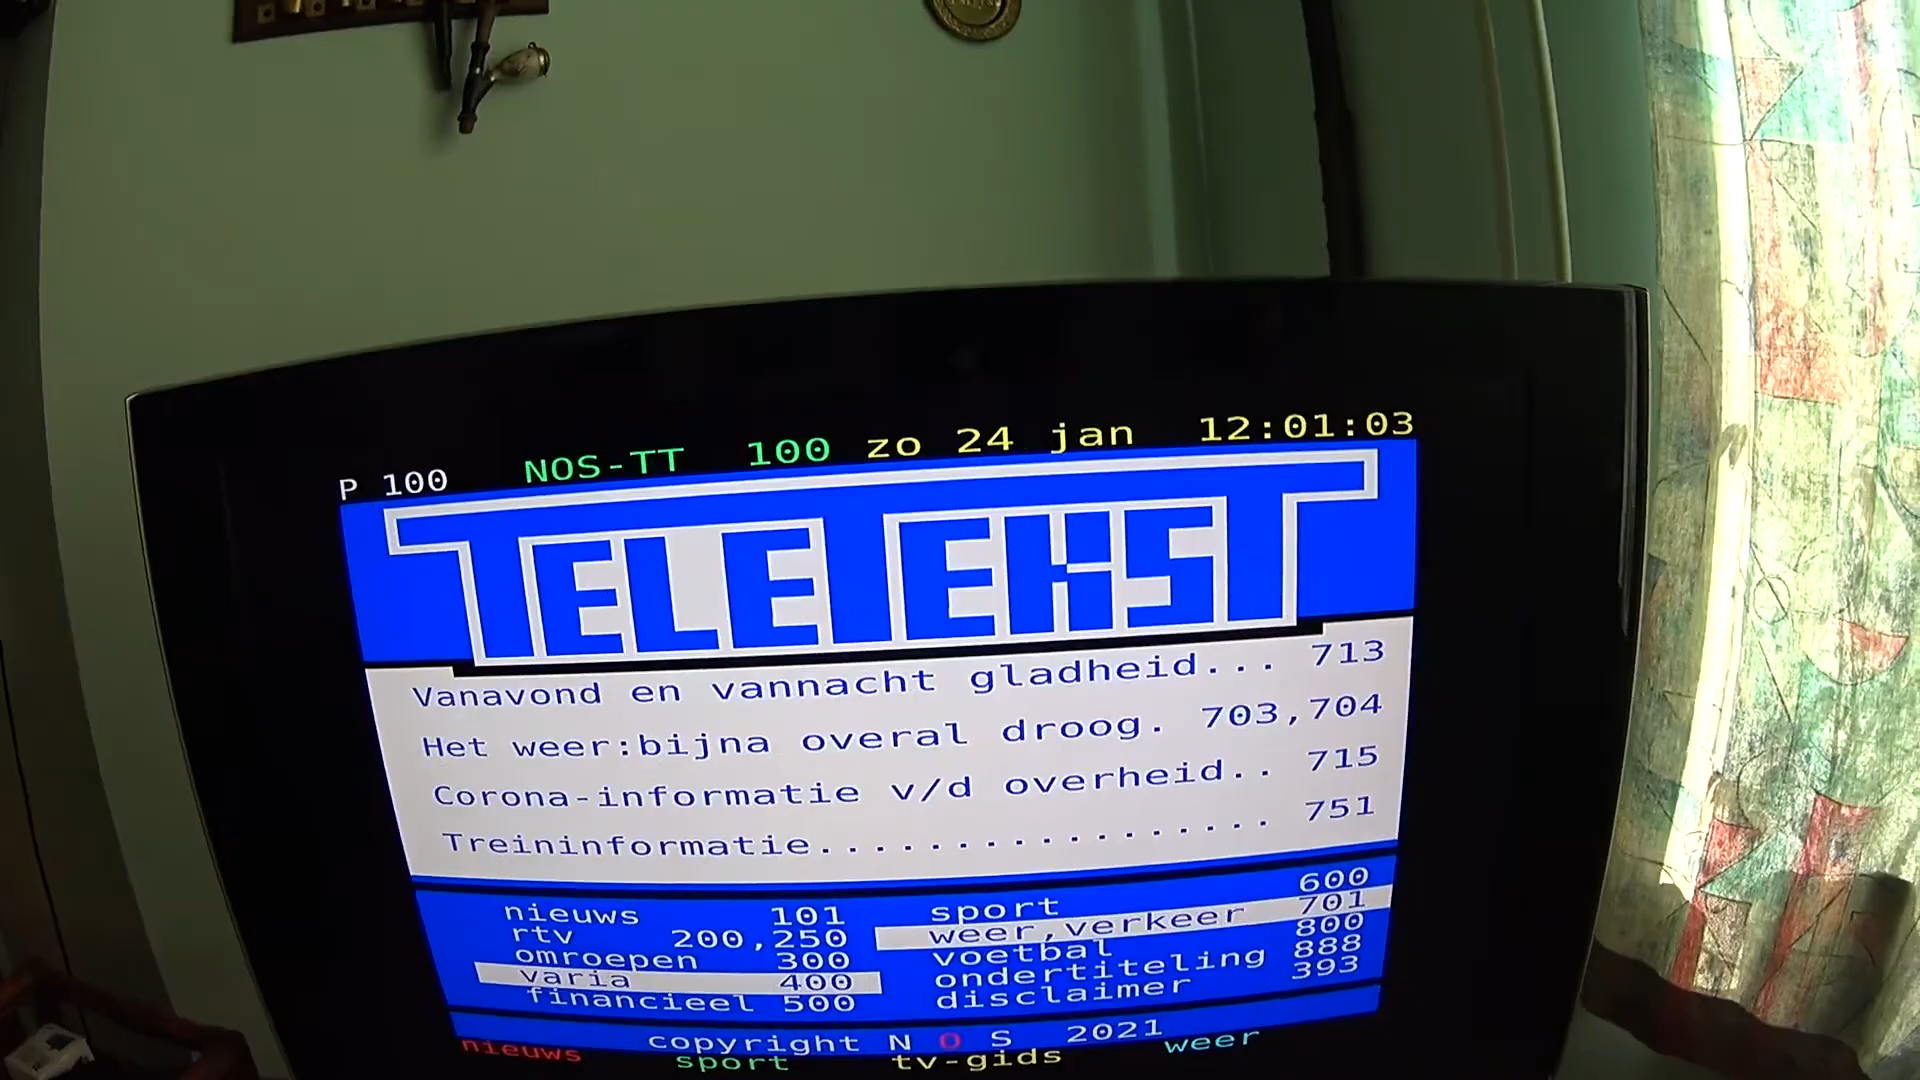 P 100 NOS-TT 100 zo 24 jan 12:01:03
TELETEKST
Vanavond en vannacht gladheid... 713
Het weer:bijna overal droog. 703,704
Corona-informatie v/d overheid.. 715
Treininformatie................ 751
nieuws 101 sport 600
rtv 200,250 weer,verkeer 701
omroepen 300 voetbal 800
varia 400 ondertiteling 888
financieel 500 disclaimer 393
copyright N O S 2021
nieuws sport tv-gids weer